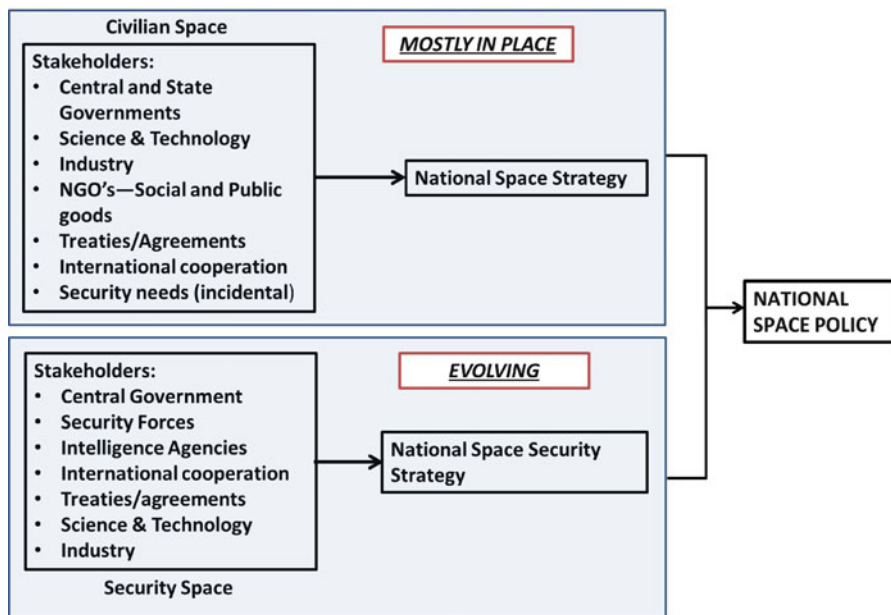 Civilian Space
MOSTLY IN PLACE
Stakeholders:
• Central and State
Governments
• Science & Technology
• Industry
• NGO's—Social and Public
goods
• Treaties/Agreements
• International cooperation
• Security needs (incidental)
National Space Strategy
EVOLVING
Stakeholders:
• Central Government
• Security Forces
• Intelligence Agencies
• International cooperation
• Treaties/agreements
• Science & Technology
• Industry
National Space Security
Strategy
Security Space
NATIONAL
SPACE POLICY